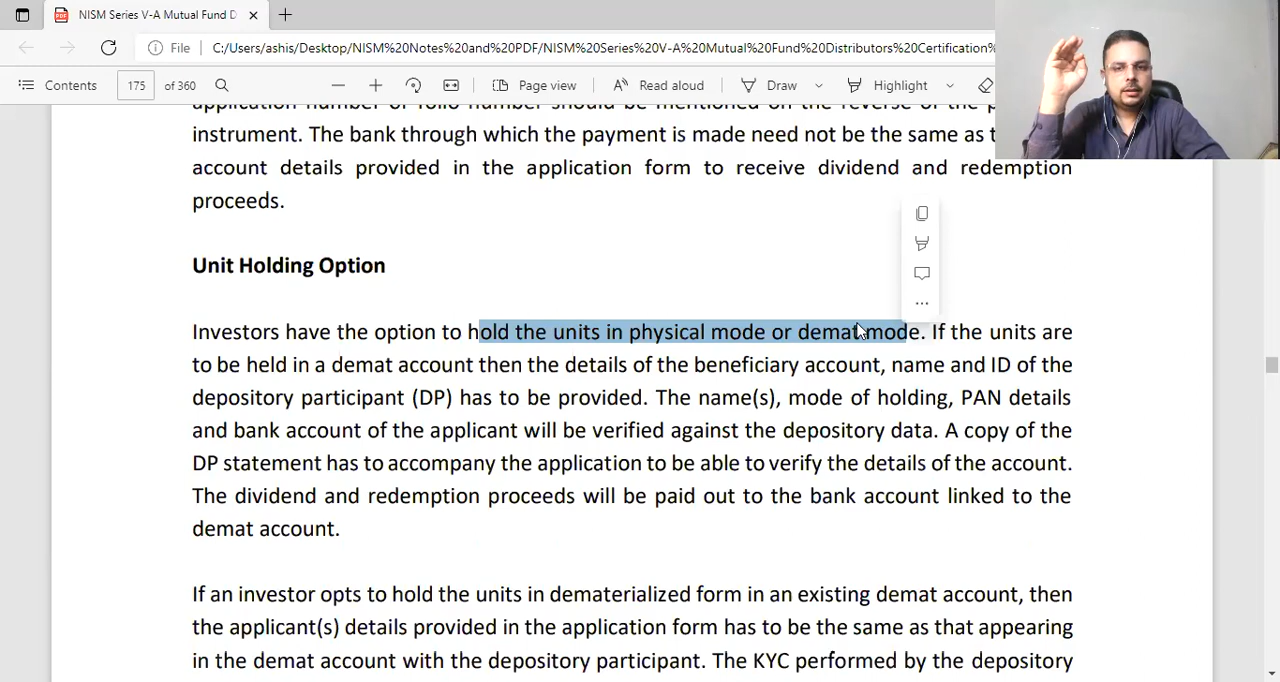 NISM Series V-A Mutual Fund D
File
C:/Users/ashis/Desktop/NISM%20Notes%20and%20PDF/NISM%20Series%20V-A%20Mutual%20Fund%20Distributors%20Certification%
Contents
175
of 360
Page view
Read aloud
Draw
Highlight
instrument. The bank through which the payment is made need not be the same as
account details provided in the application form to receive dividend and redemption
proceeds.
Unit Holding Option
Investors have the option to hold the units in physical mode or demat mode. If the units are
to be held in a demat account then the details of the beneficiary account, name and ID of the
depository participant (DP) has to be provided. The name(s), mode of holding, PAN details
and bank account of the applicant will be verified against the depository data. A copy of the
DP statement has to accompany the application to be able to verify the details of the account.
The dividend and redemption proceeds will be paid out to the bank account linked to the
demat account.
If an investor opts to hold the units in dematerialized form in an existing demat account, then
the applicant(s) details provided in the application form has to be the same as that appearing
in the demat account with the depository participant. The KYC performed by the depository